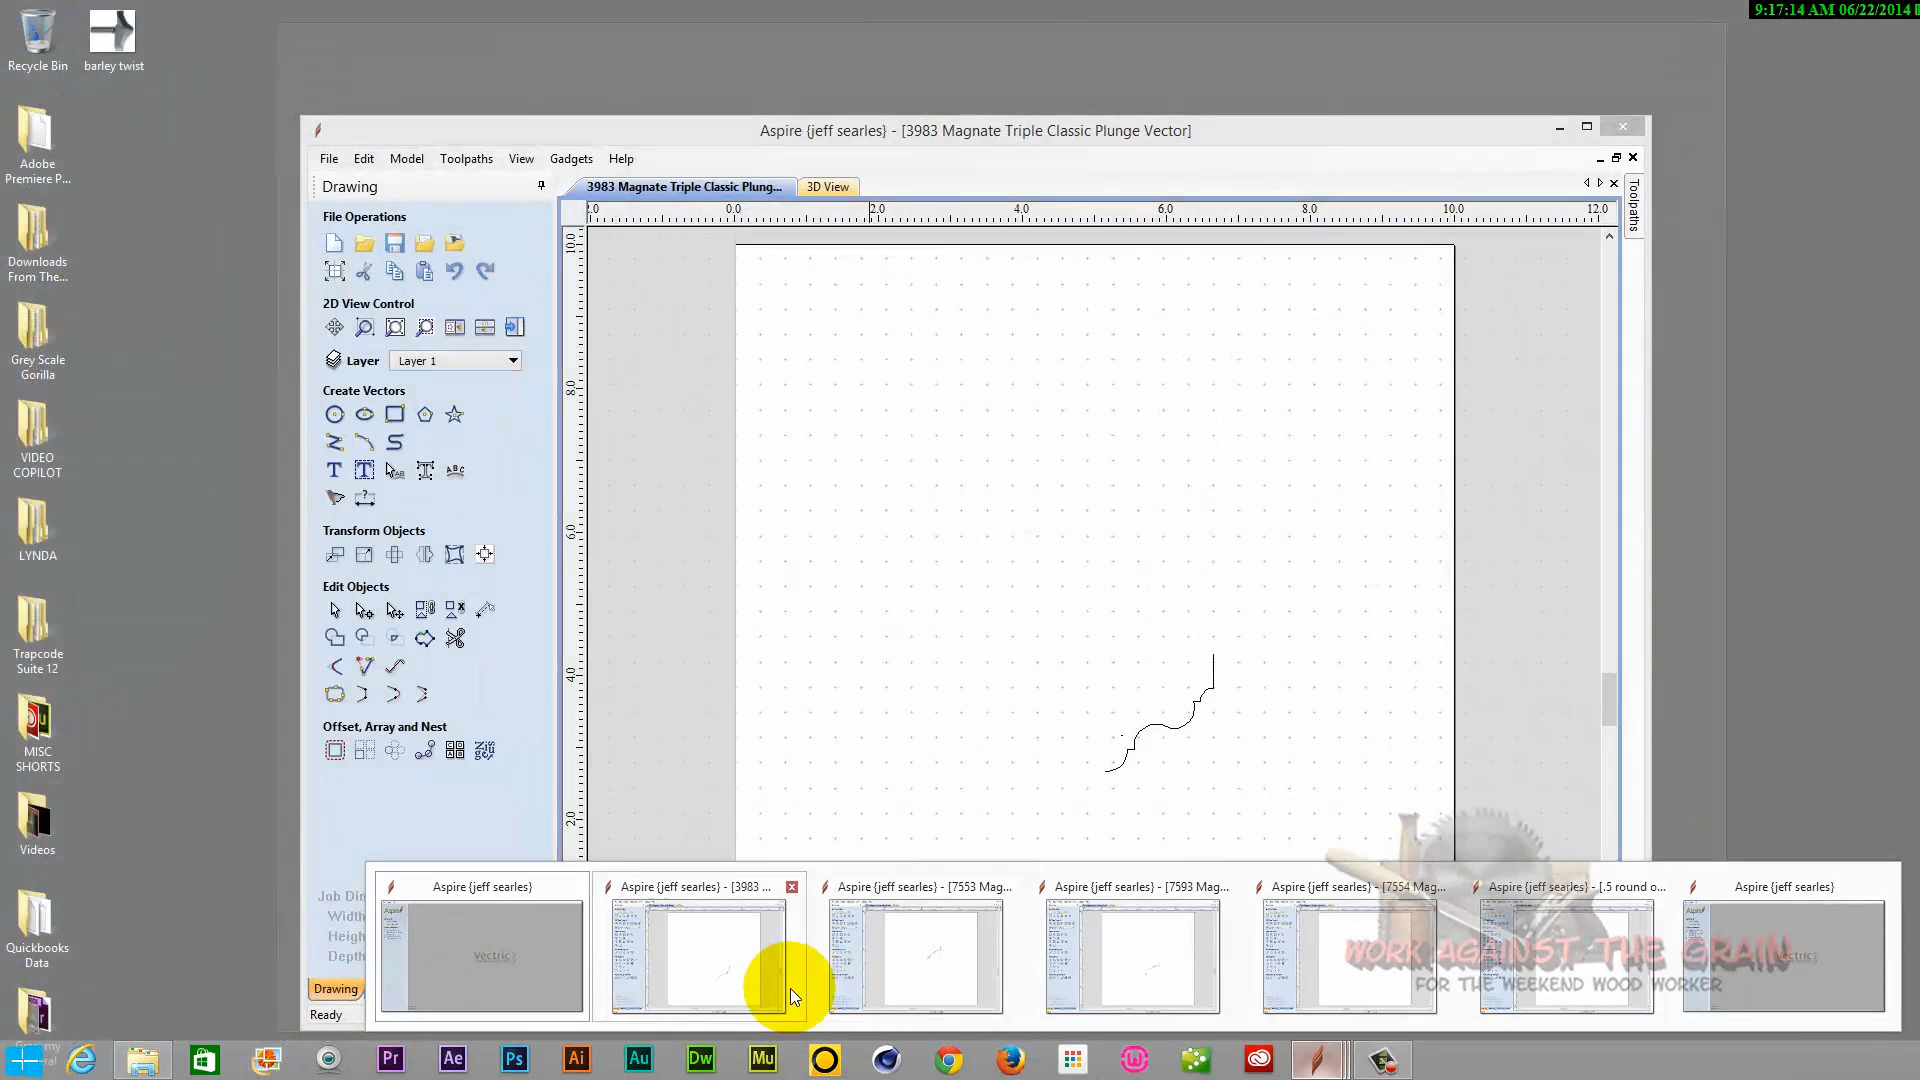 9:17:14 AM 06/22/2014
Recycle Bin
barley twist
Adobe
Premiere P...
Downloads
From The...
Grey Scale
Gorilla
VIDEO
COPILOT
LYNDA
Trapcode
Suite 12
MISC
SHORTS
Videos
Quickbooks
Data
Aspire {jeff searles} - [3983 Magnate Triple Classic Plunge Vector]
File Edit Model Toolpaths View Gadgets Help
Drawing
3983 Magnate Triple Classic Plung...
3D View
Toolpaths
2.0 0.0 2.0 4.0 6.0 8.0 10.0 12.0
10.0
8.0
6.0
4.0
2.0
File Operations
2D View Control
Layer
Layer 1
Create Vectors
Transform Objects
Edit Objects
Offset, Array and Nest
Job Di
Width
Heigh
Depth
Drawing
Ready
Aspire {jeff searles}
Aspire {jeff searles} - [3983 ...
Aspire {jeff searles} - [7553 Mag...
Aspire {jeff searles} - [7593 Mag...
Aspire {jeff searles} - [7554 Mag...
Aspire {jeff searles} - [.5 round o...
Aspire {jeff searles}
Vectric
WORK AGAINST THE GRAIN
FOR THE WEEKEND WOOD WORKER
Pr
Ae
Ps
Ai
Au
Dw
Mu